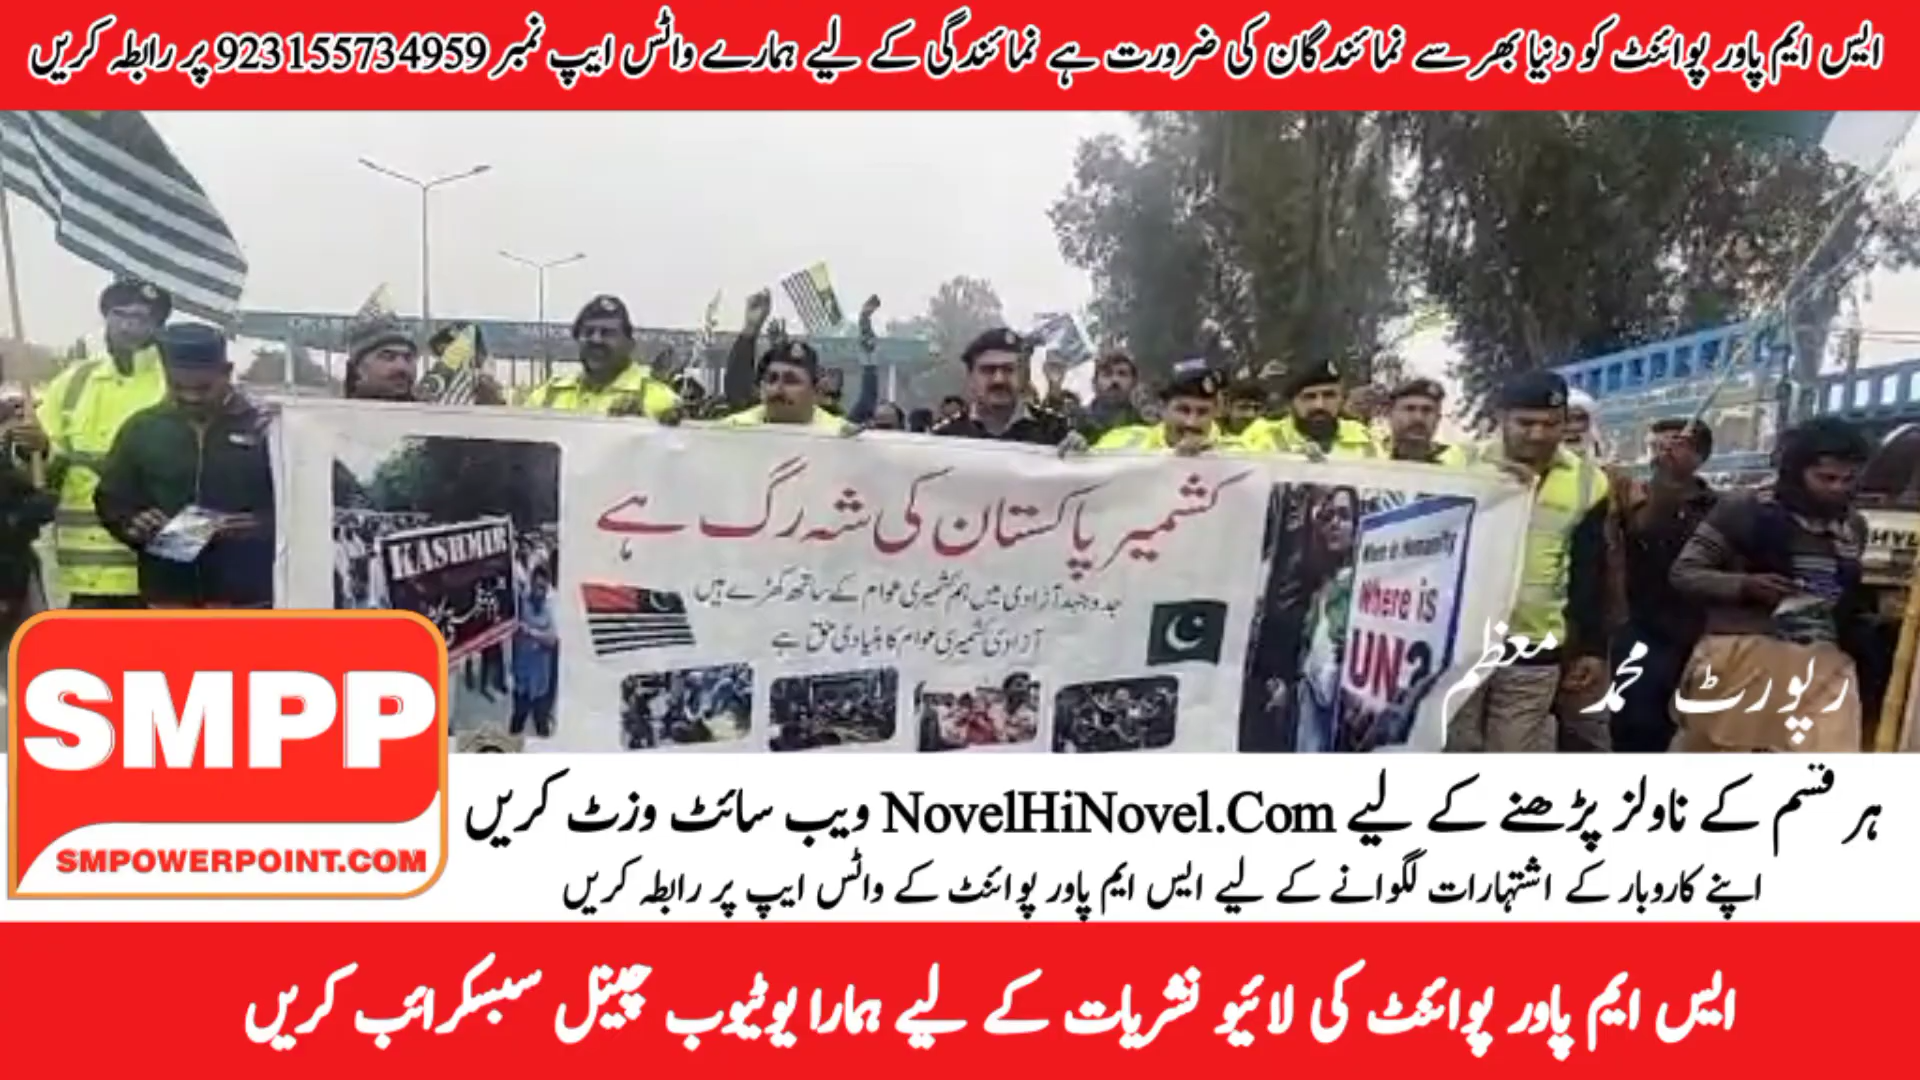 ایس ایم پاور پوائنٹ کو دنیا بھر سے نمائندگان کی ضرورت ہے نمائندگی کے لیے ہمارے واٹس ایپ نمبر 923155734959 پر رابطہ کریں
کشمیر پاکستان کی شہ رگ ہے
جدوجہد آزادی میں ہم کشمیری عوام کے ساتھ کھڑے ہیں
آزادی کشمیری عوام کا بنیادی حق ہے
KASHMIR
Where is Humanity
Where is
UN?
رپورٹ محمد معظم
SMPP
SMPOWERPOINT.COM
ہر قسم کے ناولز پڑھنے کے لیے NovelHiNovel.Com ویب سائٹ وزٹ کریں
اپنے کاروبار کے اشتہارات لگوانے کے لیے ایس ایم پاور پوائنٹ کے واٹس ایپ پر رابطہ کریں
ایس ایم پاور پوائنٹ کی لائیو نشریات کے لیے ہمارا یوٹیوب چینل سبسکرائب کریں